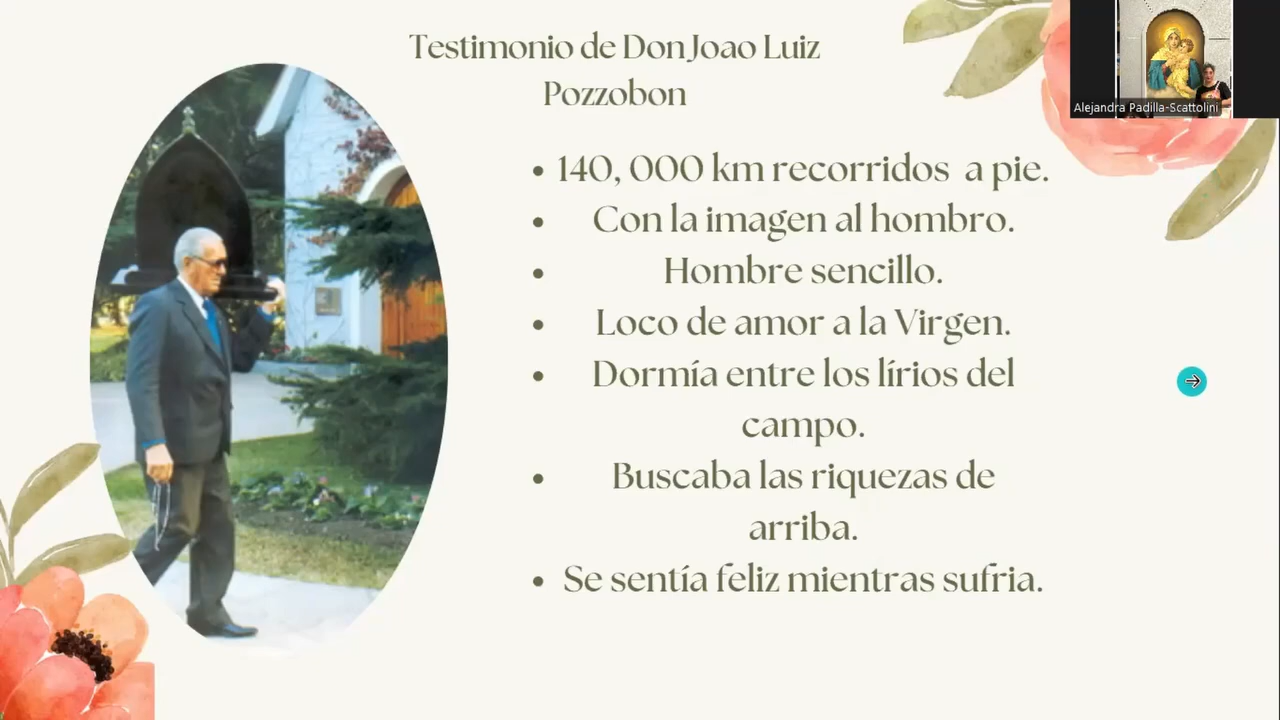 Testimonio de Don Joao Luiz
Pozzobon
Alejandra Padilla-Scattolini
• 140, 000 km recorridos a pie.
• Con la imagen al hombro.
• Hombre sencillo.
• Loco de amor a la Virgen.
• Dormía entre los lírios del
campo.
• Buscaba las riquezas de
arriba.
• Se sentía feliz mientras sufria.